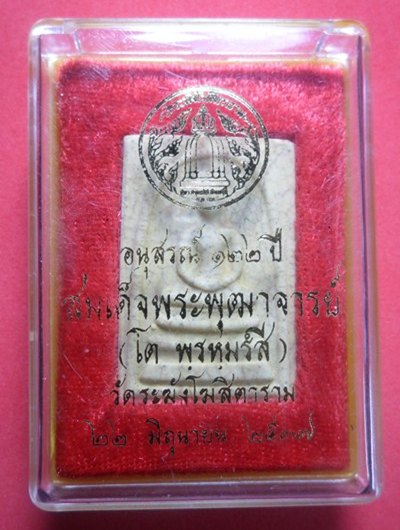 อนุสรณ์ ๑๒๒ ปี
สมเด็จพระพุฒาจารย์
(โต พฺรหฺมรํสี)
วัดระฆังโฆสิตาราม
๒๒ มิถุนายน ๒๕๓๗